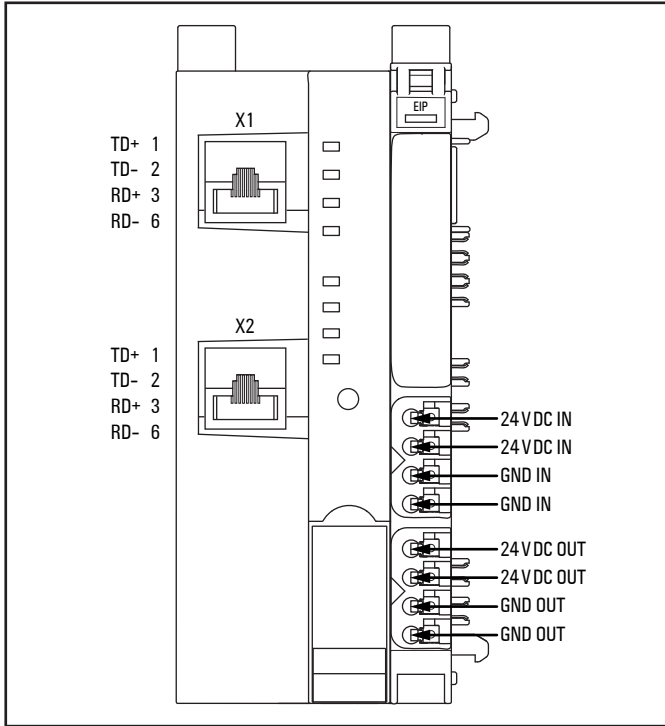 EIP
X1
TD+ 1
TD- 2
RD+ 3
RD- 6
X2
TD+ 1
TD- 2
RD+ 3
RD- 6
24 V DC IN
24 V DC IN
GND IN
GND IN
24 V DC OUT
24 V DC OUT
GND OUT
GND OUT